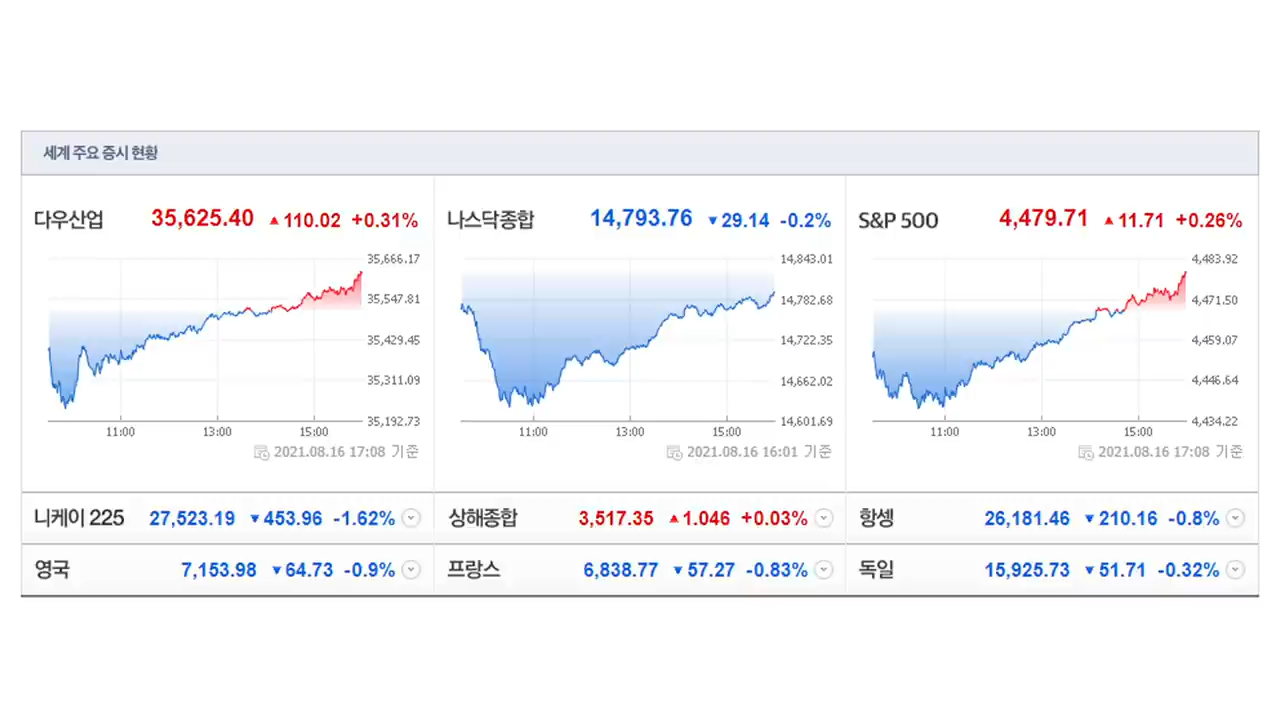 세계 주요 증시 현황
다우산업 35,625.40 ▲110.02 +0.31%
35,666.17
35,547.81
35,429.45
35,311.09
35,192.73
11:00 13:00 15:00
2021.08.16 17:08 기준
나스닥종합 14,793.76 ▼29.14 -0.2%
14,843.01
14,782.68
14,722.35
14,662.02
14,601.69
11:00 13:00 15:00
2021.08.16 16:01 기준
S&P 500 4,479.71 ▲11.71 +0.26%
4,483.92
4,471.50
4,459.07
4,446.64
4,434.22
11:00 13:00 15:00
2021.08.16 17:08 기준
니케이 225 27,523.19 ▼453.96 -1.62%
상해종합 3,517.35 ▲1.046 +0.03%
항셍 26,181.46 ▼210.16 -0.8%
영국 7,153.98 ▼64.73 -0.9%
프랑스 6,838.77 ▼57.27 -0.83%
독일 15,925.73 ▼51.71 -0.32%